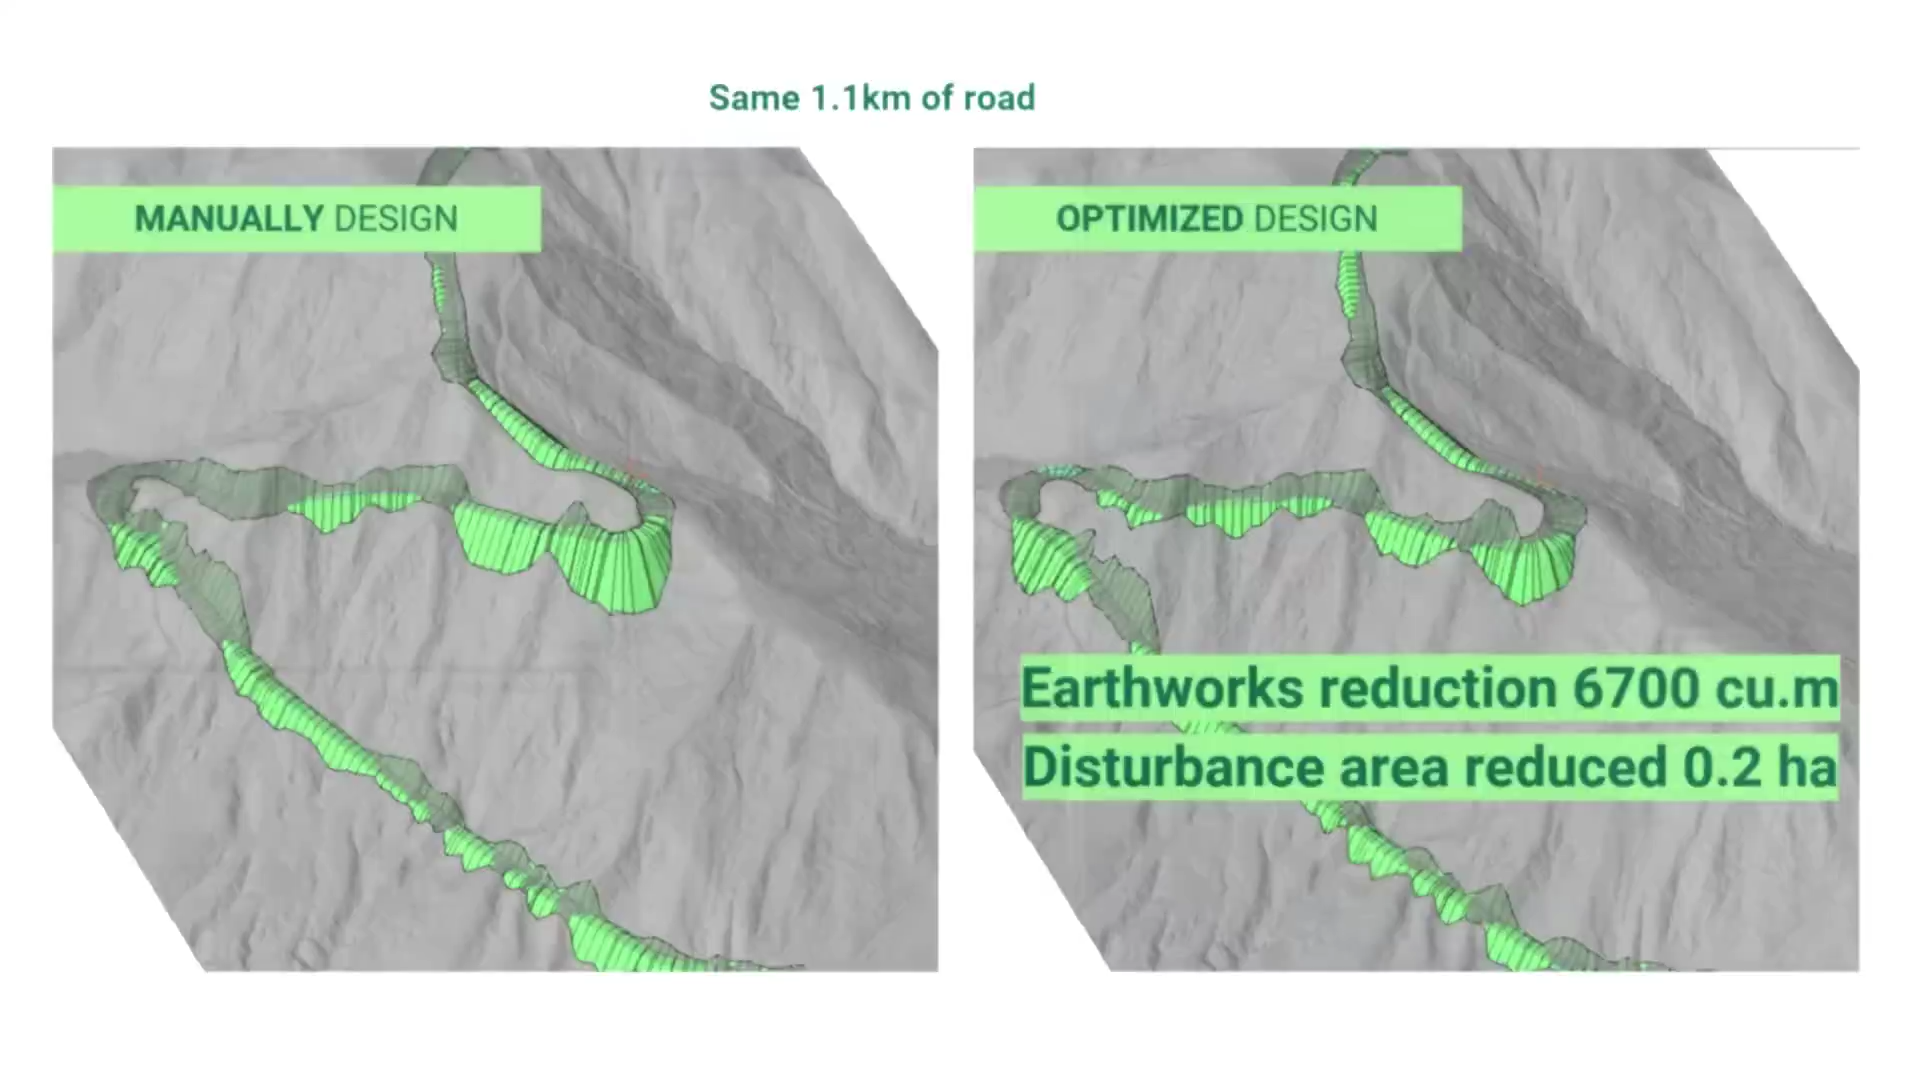 Same 1.1km of road
MANUALLY DESIGN
OPTIMIZED DESIGN
Earthworks reduction 6700 cu.m
Disturbance area reduced 0.2 ha